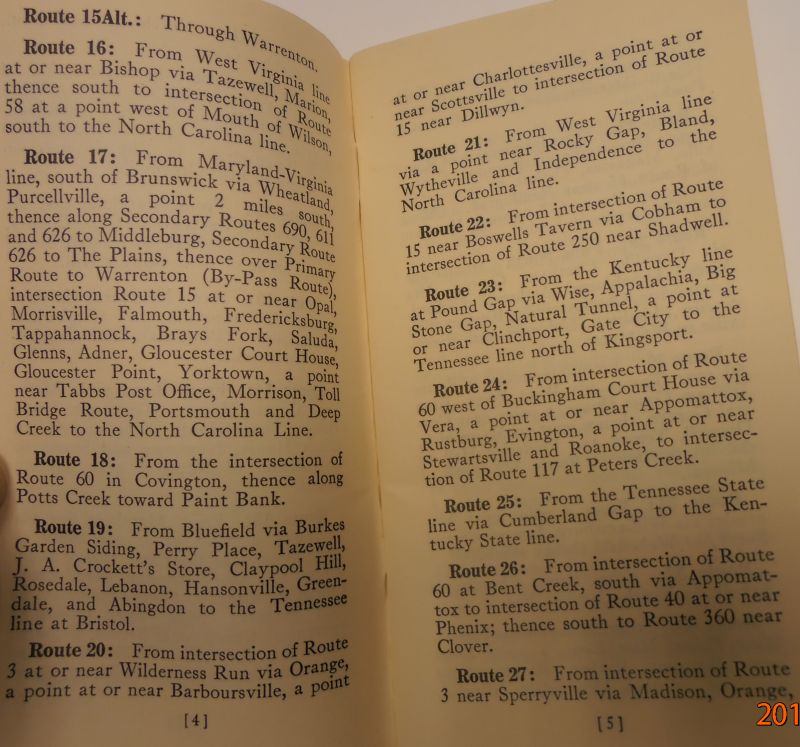 Route 15Alt.: Through Warrenton.
Route 16: From West Virginia line
at or near Bishop via Tazewell, Marion,
thence south to intersection of Route
58 at a point west of Mouth of Wilson,
south to the North Carolina line.
Route 17: From Maryland-Virginia
line, south of Brunswick via Wheatland,
Purcellville, a point 2 miles south,
thence along Secondary Routes 690, 611
and 626 to Middleburg, Secondary Route
626 to The Plains, thence over Primary
Route to Warrenton (By-Pass Route),
intersection Route 15 at or near Opal,
Morrisville, Falmouth, Fredericksburg,
Tappahannock, Brays Fork, Saluda,
Glenns, Adner, Gloucester Court House,
Gloucester Point, Yorktown, a point
near Tabbs Post Office, Morrison, Toll
Bridge Route, Portsmouth and Deep
Creek to the North Carolina Line.
Route 18: From the intersection of
Route 60 in Covington, thence along
Potts Creek toward Paint Bank.
Route 19: From Bluefield via Burkes
Garden Siding, Perry Place, Tazewell,
J. A. Crockett's Store, Claypool Hill,
Rosedale, Lebanon, Hansonville, Green-
dale, and Abingdon to the Tennessee
line at Bristol.
Route 20: From intersection of Route
3 at or near Wilderness Run via Orange,
a point at or near Barboursville, a point
[4]
at or near Charlottesville, a point at or
near Scottsville to intersection of Route
15 near Dillwyn.
Route 21: From West Virginia line
via a point near Rocky Gap, Bland,
Wytheville and Independence to the
North Carolina line.
Route 22: From intersection of Route
15 near Boswells Tavern via Cobham to
intersection of Route 250 near Shadwell.
Route 23: From the Kentucky line
at Pound Gap via Wise, Appalachia, Big
Stone Gap, Natural Tunnel, a point at
or near Clinchport, Gate City to the
Tennessee line north of Kingsport.
Route 24: From intersection of Route
60 west of Buckingham Court House via
Vera, a point at or near Appomattox,
Rustburg, Evington, a point at or near
Stewartsville and Roanoke, to intersec-
tion of Route 117 at Peters Creek.
Route 25: From the Tennessee State
line via Cumberland Gap to the Ken-
tucky State line.
Route 26: From intersection of Route
60 at Bent Creek, south via Appomat-
tox to intersection of Route 40 at or near
Phenix; thence south to Route 360 near
Clover.
Route 27: From intersection of Route
3 near Sperryville via Madison, Orange,
[5]
201